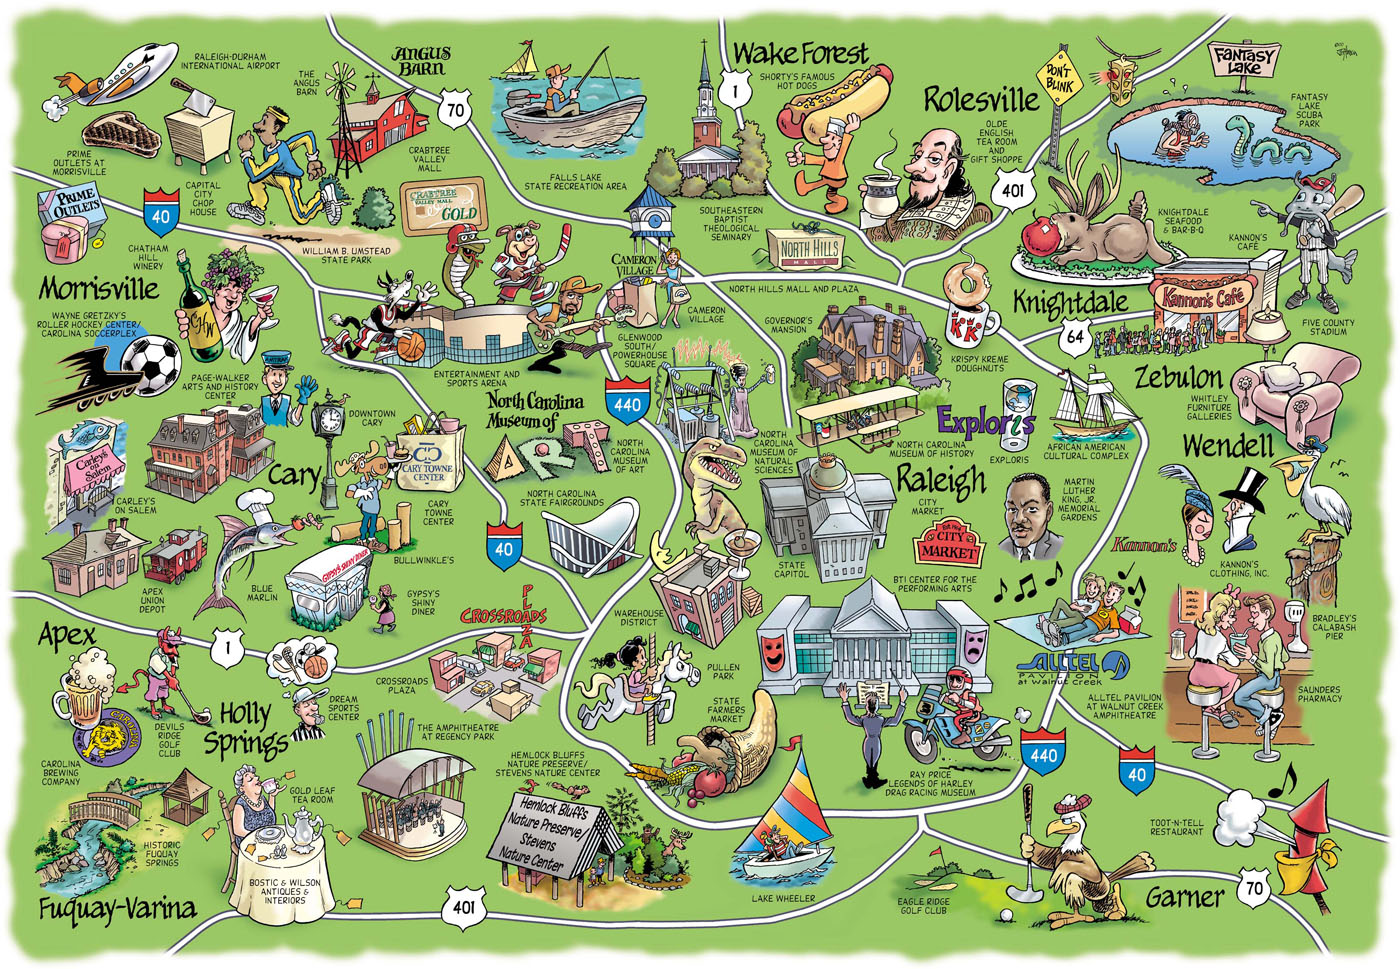 RALEIGH-DURHAM
INTERNATIONAL AIRPORT
THE
ANGUS
BARN
ANGUS
BARN
70
1
Wake Forest
SHORTY'S FAMOUS
HOT DOGS
Rolesville
OLDE
ENGLISH
TEA ROOM
AND
GIFT SHOPPE
DON'T
BLINK
FANTASY
LAKE
FANTASY
LAKE
SCUBA
PARK
PRIME
OUTLETS AT
MORRISVILLE
CAPITAL
CITY
CHOP
HOUSE
CRABTREE
VALLEY
MALL
FALLS LAKE
STATE RECREATION AREA
401
PRIME
OUTLETS
40
CRABTREE
VALLEY MALL
GOLD
SOUTHEASTERN
BAPTIST
THEOLOGICAL
SEMINARY
KNIGHTDALE
SEAFOOD
& BAR-B-Q
KANNON'S
CAFÉ
CHATHAM
HILL
WINERY
WILLIAM B. UMSTEAD
STATE PARK
NORTH HILLS
MALL
CAMERON
VILLAGE
Morrisville
CHW
NORTH HILLS MALL AND PLAZA
Knightdale
Kannon's Café
WAYNE GRETZKY'S
ROLLER HOCKEY CENTER/
CAROLINA SOCCERPLEX
CAMERON
VILLAGE
GOVERNOR'S
MANSION
KK
FIVE COUNTY
STADIUM
64
GLENWOOD
SOUTH/
POWERHOUSE
SQUARE
KRISPY KREME
DOUGHNUTS
ENTERTAINMENT AND
SPORTS ARENA
Zebulon
PAGE-WALKER
ARTS AND HISTORY
CENTER
AMTRAK
North Carolina
Museum of
ART
440
WHITLEY
FURNITURE
GALLERIES
DOWNTOWN
CARY
Exploris
NORTH CAROLINA
MUSEUM OF HISTORY
EXPLORIS
AFRICAN AMERICAN
CULTURAL COMPLEX
Wendell
Carley's
on
Salem
CARY TOWNE
CENTER
NORTH
CAROLINA
MUSEUM
OF ART
NORTH
CAROLINA
MUSEUM OF
NATURAL
SCIENCES
Cary
Raleigh
CARLEY'S
ON SALEM
CARY
TOWNE
CENTER
NORTH CAROLINA
STATE FAIRGROUNDS
CITY
MARKET
CITY
MARKET
MARTIN
LUTHER
KING, JR.
MEMORIAL
GARDENS
Kannon's
KANNON'S
CLOTHING, INC.
40
BULLWINKLE'S
STATE
CAPITOL
GYPSY'S SHINY DINER
APEX
UNION
DEPOT
BLUE
MARLIN
GYPSY'S
SHINY
DINER
BTI CENTER FOR THE
PERFORMING ARTS
CROSSROADS
PLAZA
WAREHOUSE
DISTRICT
BRADLEY'S
CALABASH
PIER
Apex
1
ALLTEL
PAVILION
at walnut creek
CROSSROADS
PLAZA
PULLEN
PARK
ALLTEL PAVILION
AT WALNUT CREEK
AMPHITHEATRE
SAUNDERS
PHARMACY
CAROLINA
DEVILS
RIDGE
GOLF
CLUB
Holly
Springs
DREAM
SPORTS
CENTER
STATE
FARMERS
MARKET
THE AMPHITHEATRE
AT REGENCY PARK
CAROLINA
BREWING
COMPANY
HEMLOCK BLUFFS
NATURE PRESERVE/
STEVENS NATURE CENTER
440
40
RAY PRICE
LEGENDS OF HARLEY
DRAG RACING MUSEUM
GOLD LEAF
TEA ROOM
Hemlock Bluffs
Nature Preserve/
Stevens
Nature Center
TOOT-N-TELL
RESTAURANT
HISTORIC
FUQUAY
SPRINGS
BOSTIC & WILSON
ANTIQUES &
INTERIORS
LAKE WHEELER
EAGLE RIDGE
GOLF CLUB
Garner
70
Fuquay-Varina
401